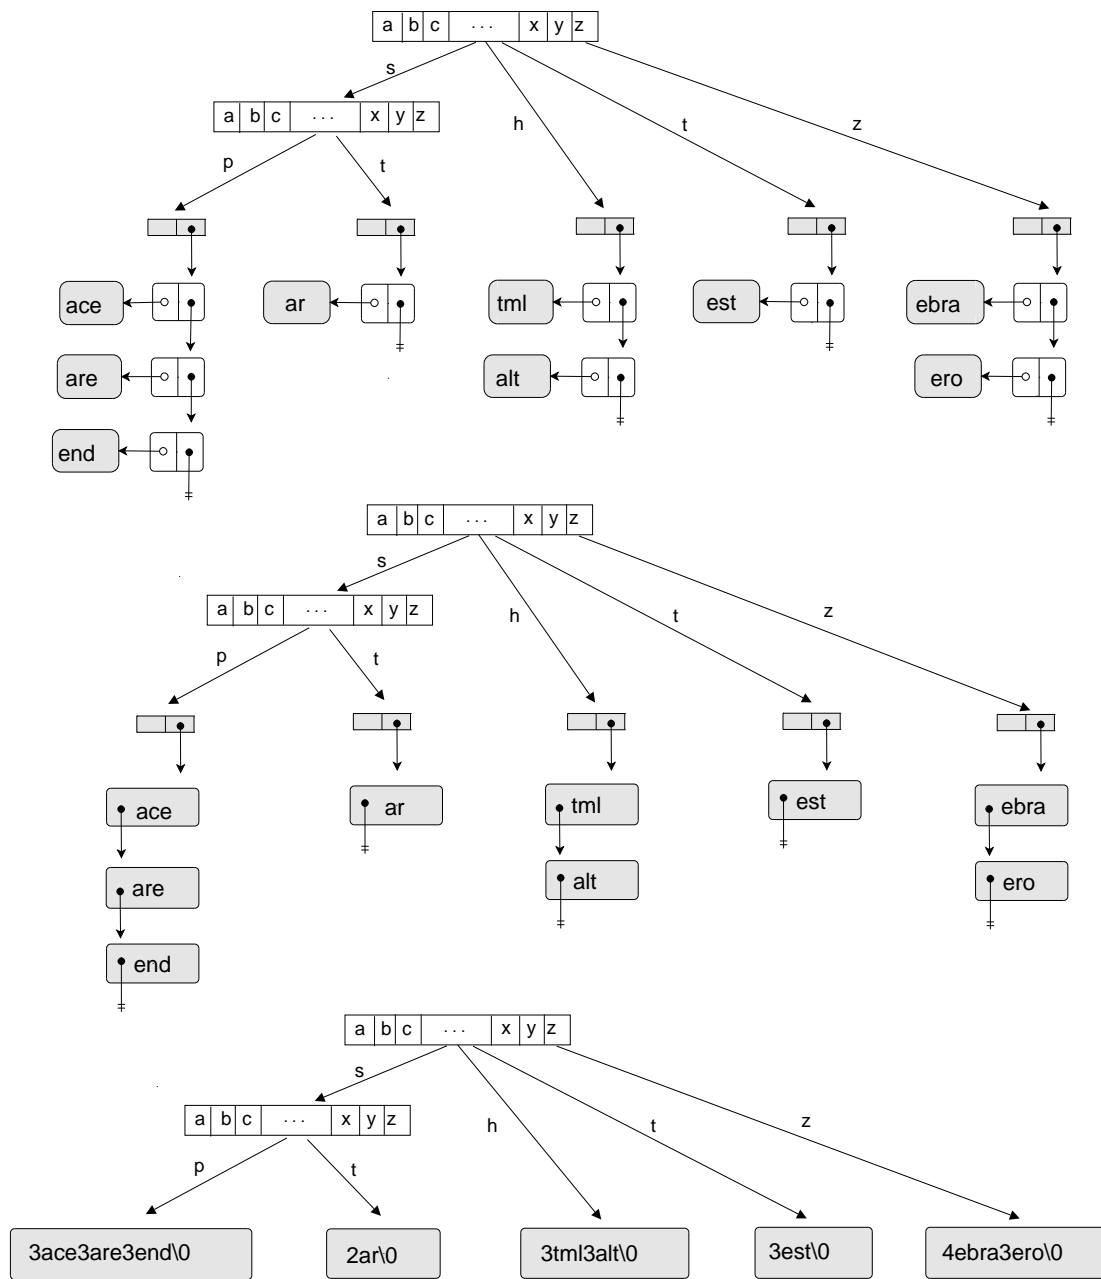 a b c ... x y z
s
a b c ... x y z
h
t
z
p
t
ace
ar
tml
est
ebra
are
alt
ero
end
a b c ... x y z
s
a b c ... x y z
h
t
z
p
t
ace
ar
tml
est
ebra
are
alt
ero
end
a b c ... x y z
s
a b c ... x y z
h
t
z
p
t
3ace3are3end\0
2ar\0
3tml3alt\0
3est\0
4ebra3ero\0